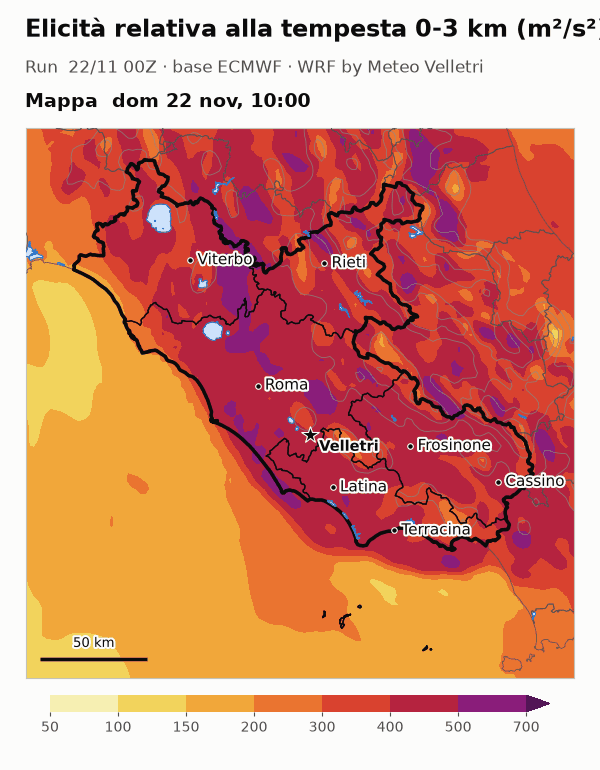 Elicità relativa alla tempesta 0-3 km (m²/s²)
Run 22/11 00Z · base ECMWF · WRF by Meteo Velletri
Mappa dom 22 nov, 10:00
Viterbo
Rieti
Roma
Velletri
Frosinone
Cassino
Latina
Terracina
50 km
50 100 150 200 300 400 500 700